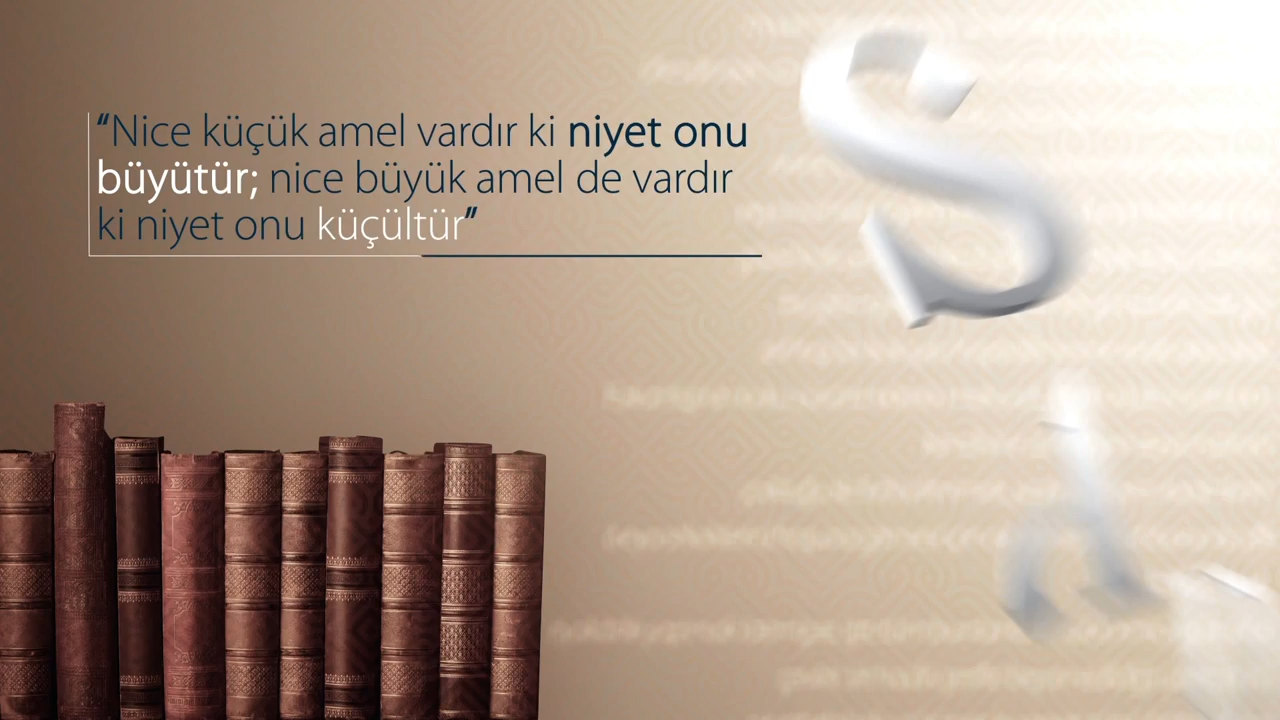 “Nice küçük amel vardır ki niyet onu
büyütür; nice büyük amel de vardır
ki niyet onu küçültür”
S